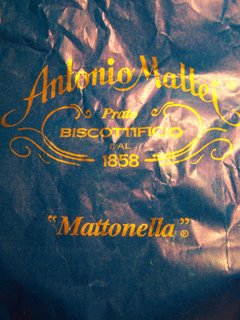 Antonio Mattei
Prato
BISCOTTIFICIO
DAL
1858
"Mattonella"®